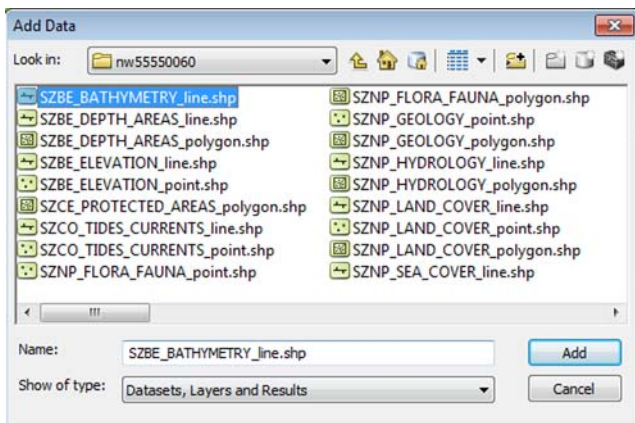 Add Data
Look in:
nw55550060
SZBE_BATHYMETRY_line.shp
SZBE_DEPTH_AREAS_line.shp
SZBE_DEPTH_AREAS_polygon.shp
SZBE_ELEVATION_line.shp
SZBE_ELEVATION_point.shp
SZCE_PROTECTED_AREAS_polygon.shp
SZCO_TIDES_CURRENTS_line.shp
SZCO_TIDES_CURRENTS_point.shp
SZNP_FLORA_FAUNA_point.shp
SZNP_FLORA_FAUNA_polygon.shp
SZNP_GEOLOGY_point.shp
SZNP_GEOLOGY_polygon.shp
SZNP_HYDROLOGY_line.shp
SZNP_HYDROLOGY_polygon.shp
SZNP_LAND_COVER_line.shp
SZNP_LAND_COVER_point.shp
SZNP_LAND_COVER_polygon.shp
SZNP_SEA_COVER_line.shp
Name:
SZBE_BATHYMETRY_line.shp
Add
Show of type:
Datasets, Layers and Results
Cancel